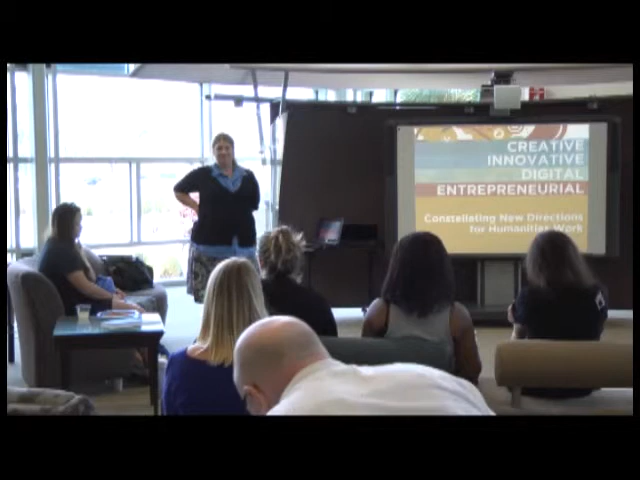 CREATIVE
INNOVATIVE
DIGITAL
ENTREPRENEURIAL
Constellating New Directions
for Humanities Work